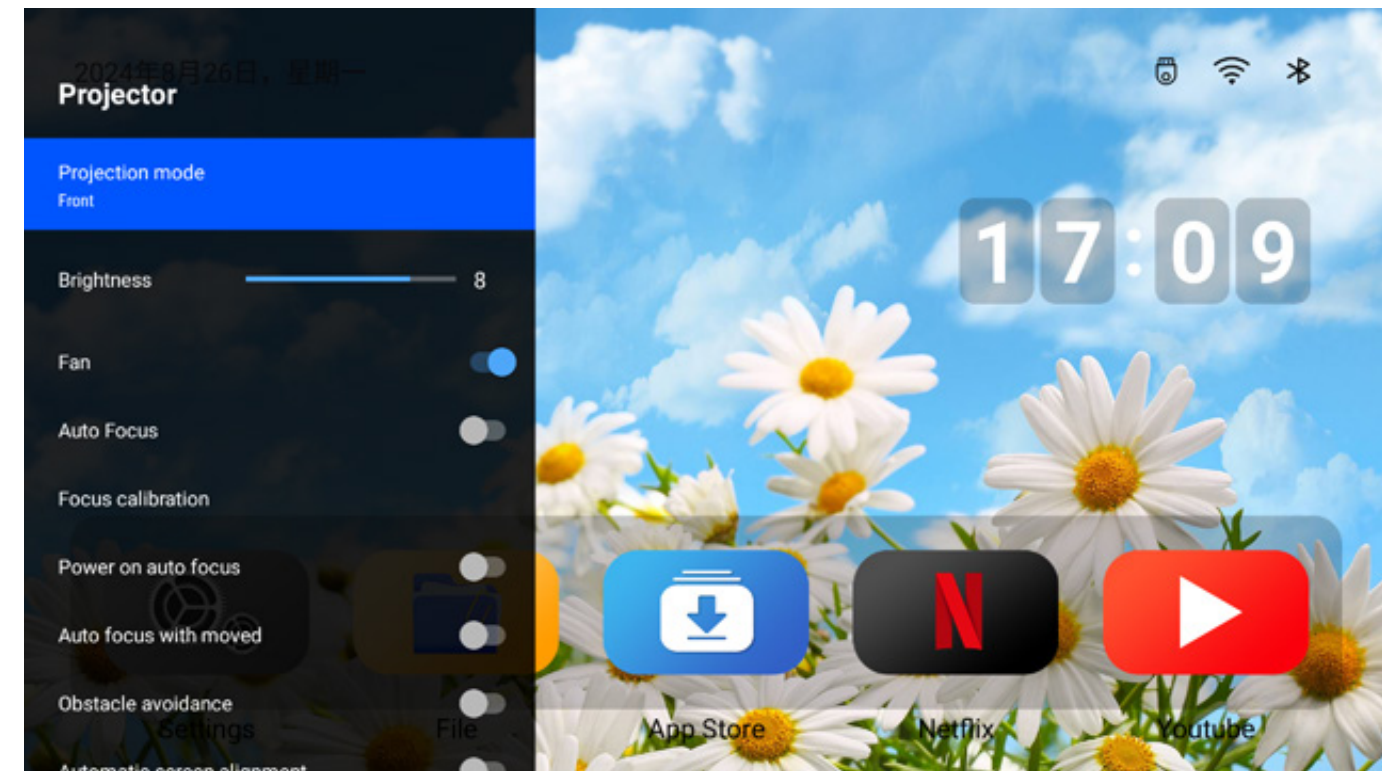 2024年8月26日，星期一
Projector
Projection mode
Front
Brightness 8
Fan
Auto Focus
Focus calibration
Power on auto focus
Auto focus with moved
Obstacle avoidance
Automatic screen alignment
17:09
N
Settings
File
App Store
Netflix
Youtube